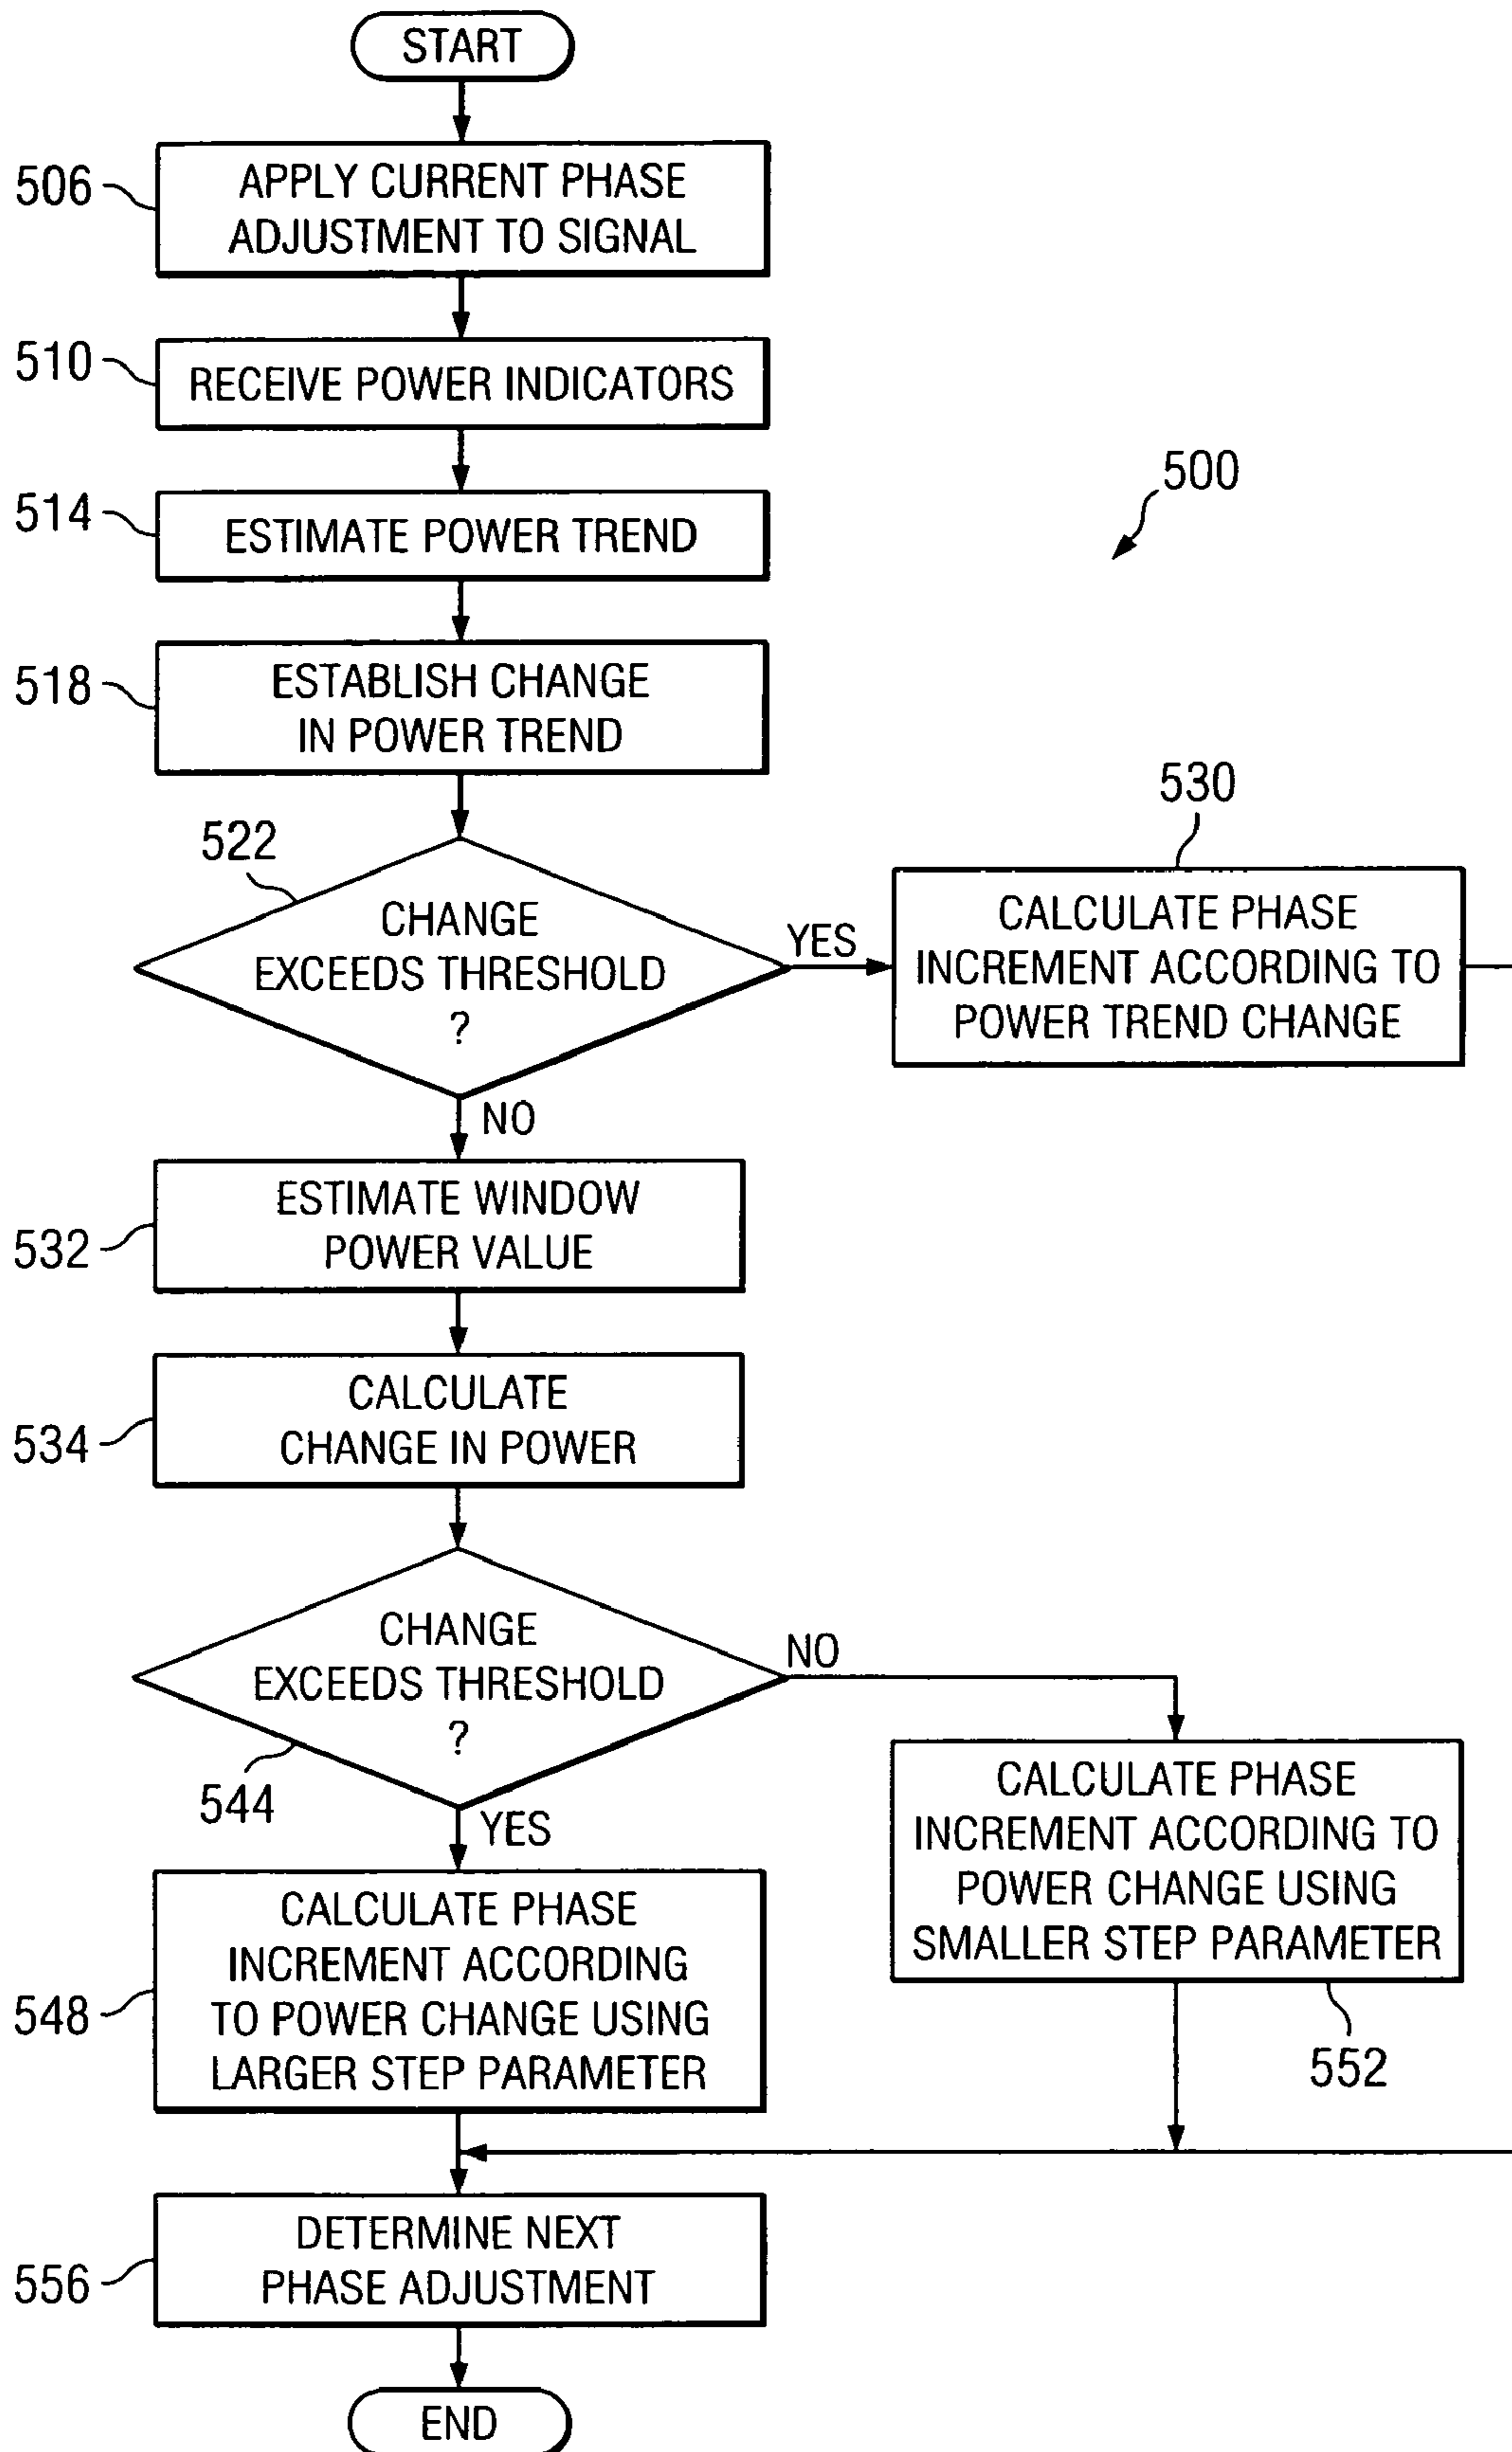 START
506
APPLY CURRENT PHASE
ADJUSTMENT TO SIGNAL
510
RECEIVE POWER INDICATORS
500
514
ESTIMATE POWER TREND
518
ESTABLISH CHANGE
IN POWER TREND
522
CHANGE
EXCEEDS THRESHOLD
?
YES
530
CALCULATE PHASE
INCREMENT ACCORDING TO
POWER TREND CHANGE
NO
532
ESTIMATE WINDOW
POWER VALUE
534
CALCULATE
CHANGE IN POWER
CHANGE
EXCEEDS THRESHOLD
?
544
NO
YES
CALCULATE PHASE
INCREMENT ACCORDING TO
POWER CHANGE USING
SMALLER STEP PARAMETER
552
548
CALCULATE PHASE
INCREMENT ACCORDING
TO POWER CHANGE USING
LARGER STEP PARAMETER
556
DETERMINE NEXT
PHASE ADJUSTMENT
END